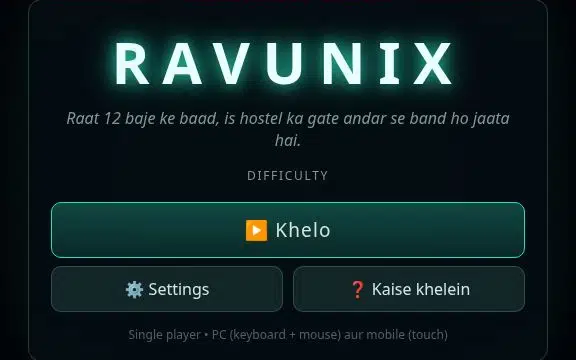 RAVUNIX
Raat 12 baje ke baad, is hostel ka gate andar se band ho jaata
hai.
DIFFICULTY
▶️ Khelo
⚙️ Settings
❓ Kaise khelein
Single player • PC (keyboard + mouse) aur mobile (touch)